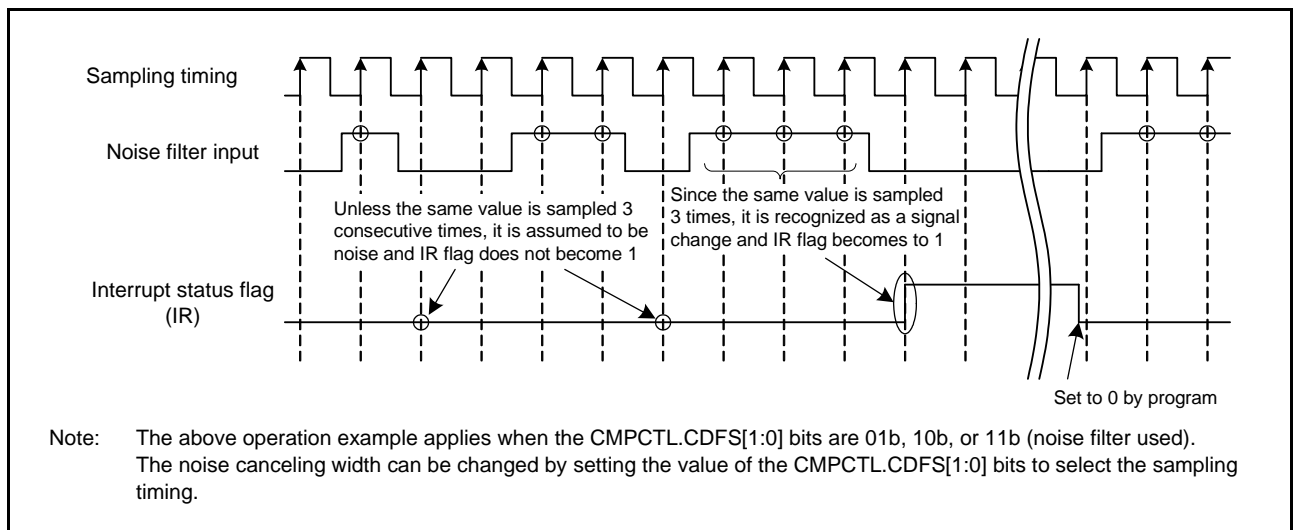 Sampling timing
Noise filter input
Unless the same value is sampled 3
consecutive times, it is assumed to be
noise and IR flag does not become 1
Since the same value is sampled
3 times, it is recognized as a signal
change and IR flag becomes to 1
Interrupt status flag
(IR)
Set to 0 by program
Note: The above operation example applies when the CMPCTL.CDFS[1:0] bits are 01b, 10b, or 11b (noise filter used).
The noise canceling width can be changed by setting the value of the CMPCTL.CDFS[1:0] bits to select the sampling
timing.